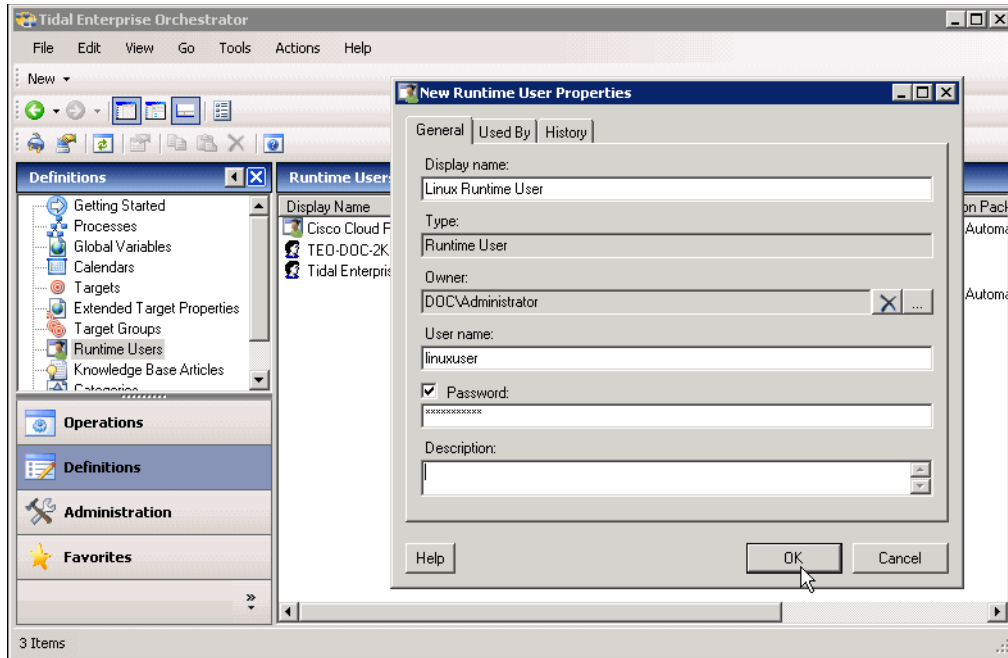 Tidal Enterprise Orchestrator
File Edit View Go Tools Actions Help
New
Definitions
Getting Started
Processes
Global Variables
Calendars
Targets
Extended Target Properties
Target Groups
Runtime Users
Knowledge Base Articles
Categories
Operations
Definitions
Administration
Favorites
»
3 Items
Runtime Users
Display Name
Cisco Cloud F
TEO-DOC-2K
Tidal Enterpris
on Pack
Automa
Automa
New Runtime User Properties
General Used By History
Display name:
Linux Runtime User
Type:
Runtime User
Owner:
DOC\Administrator
...
User name:
linuxuser
Password:
×××××××××××
Description:
Help OK Cancel